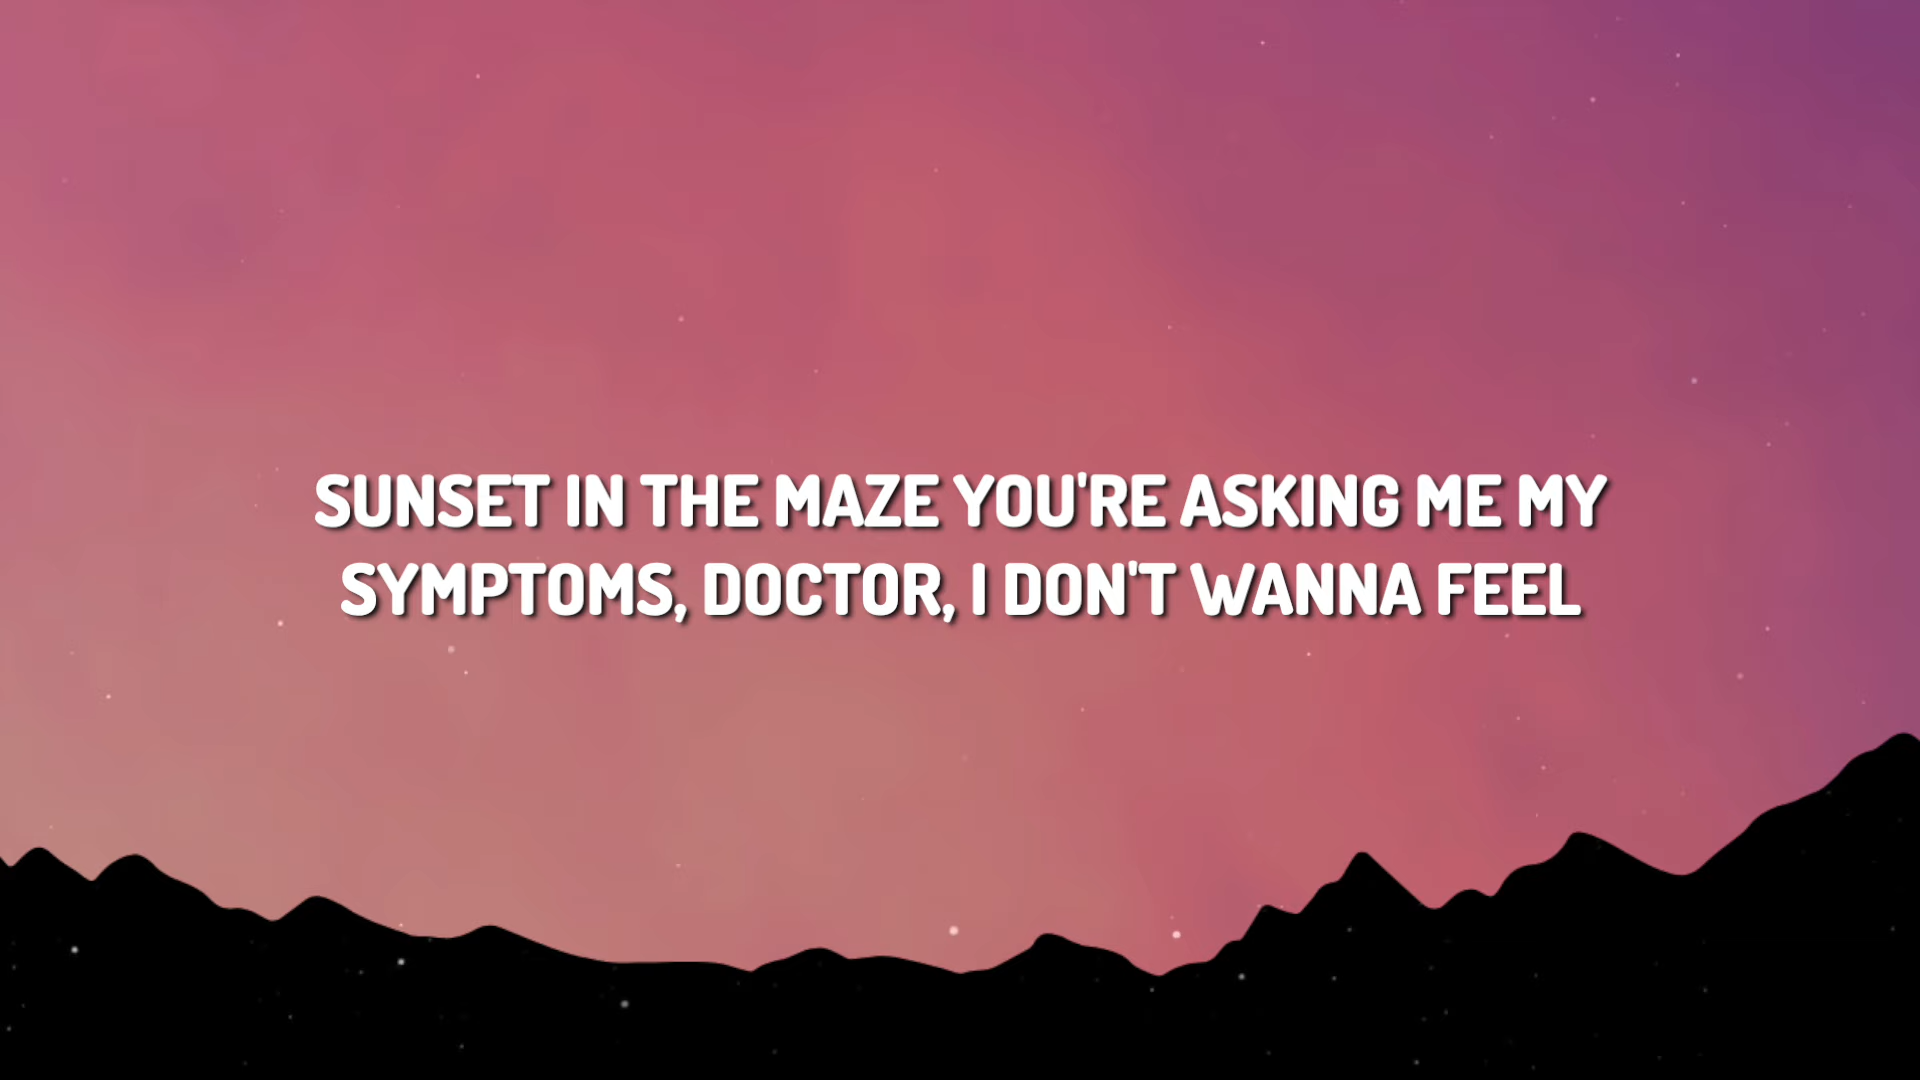 SUNSET IN THE MAZE YOU'RE ASKING ME MY
SYMPTOMS, DOCTOR, I DON'T WANNA FEEL